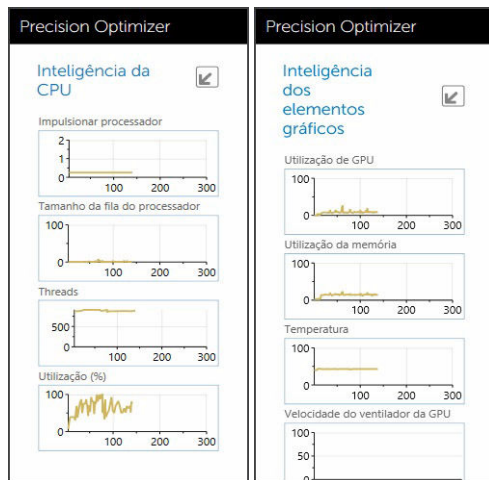 Precision Optimizer
Inteligência da
CPU
Impulsionar processador
2
1
0
100 200 300
Tamanho da fila do processador
100
0
100 200 300
Threads
500
0
100 200 300
Utilização (%)
100
0
100 200 300
Precision Optimizer
Inteligência
dos
elementos
gráficos
Utilização de GPU
100
0
100 200 300
Utilização da memória
100
0
100 200 300
Temperatura
100
0
100 200 300
Velocidade do ventilador da GPU
100
50
0